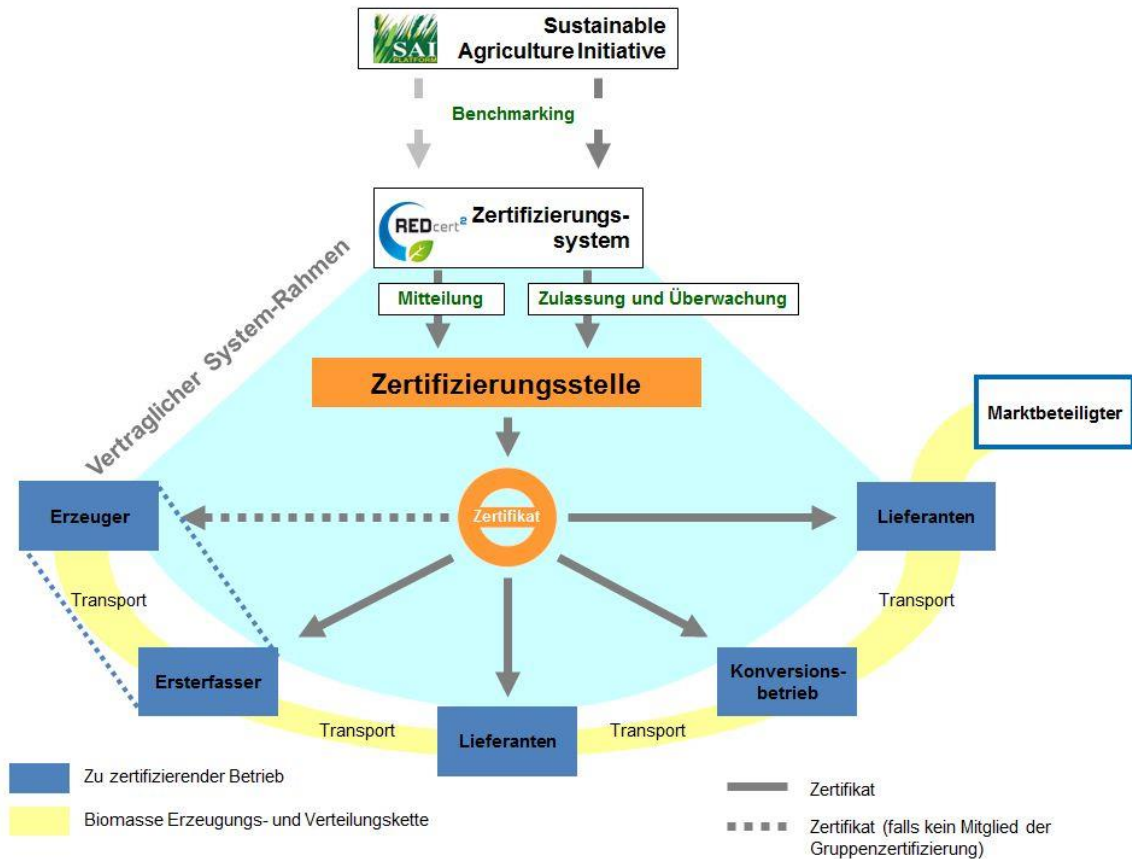 SAI
PLATFORM
Sustainable
Agriculture Initiative
Benchmarking
REDcert²
Zertifizierungs-
system
Vertraglicher System-Rahmen
Mitteilung
Zulassung und Überwachung
Zertifizierungsstelle
Marktbeteiligter
Erzeuger
Zertifikat
Lieferanten
Transport
Transport
Ersterfasser
Konversions-
betrieb
Transport
Lieferanten
Transport
Zu zertifizierender Betrieb
Biomasse Erzeugungs- und Verteilungskette
Zertifikat
Zertifikat (falls kein Mitglied der
Gruppenzertifizierung)